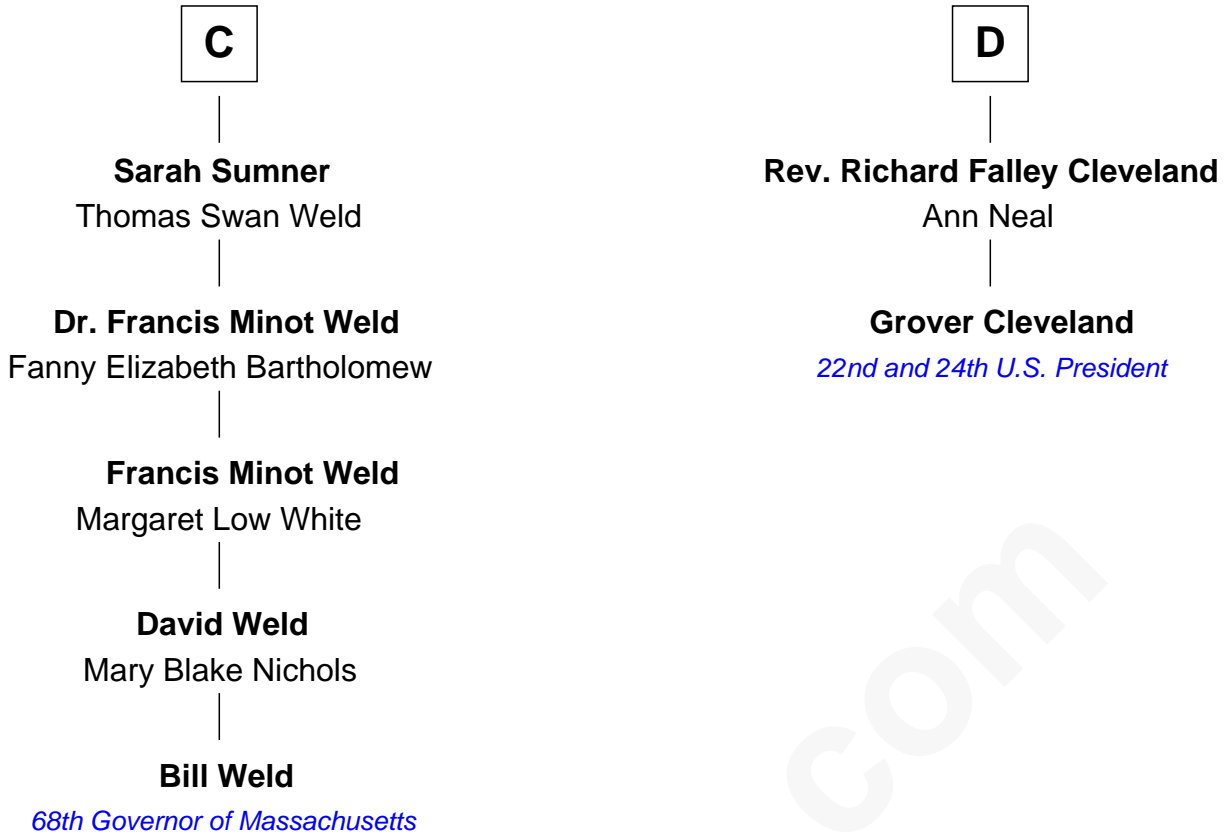 C
Sarah Sumner
Thomas Swan Weld
Dr. Francis Minot Weld
Fanny Elizabeth Bartholomew
Francis Minot Weld
Margaret Low White
David Weld
Mary Blake Nichols
Bill Weld
68th Governor of Massachusetts
D
Rev. Richard Falley Cleveland
Ann Neal
Grover Cleveland
22nd and 24th U.S. President
com